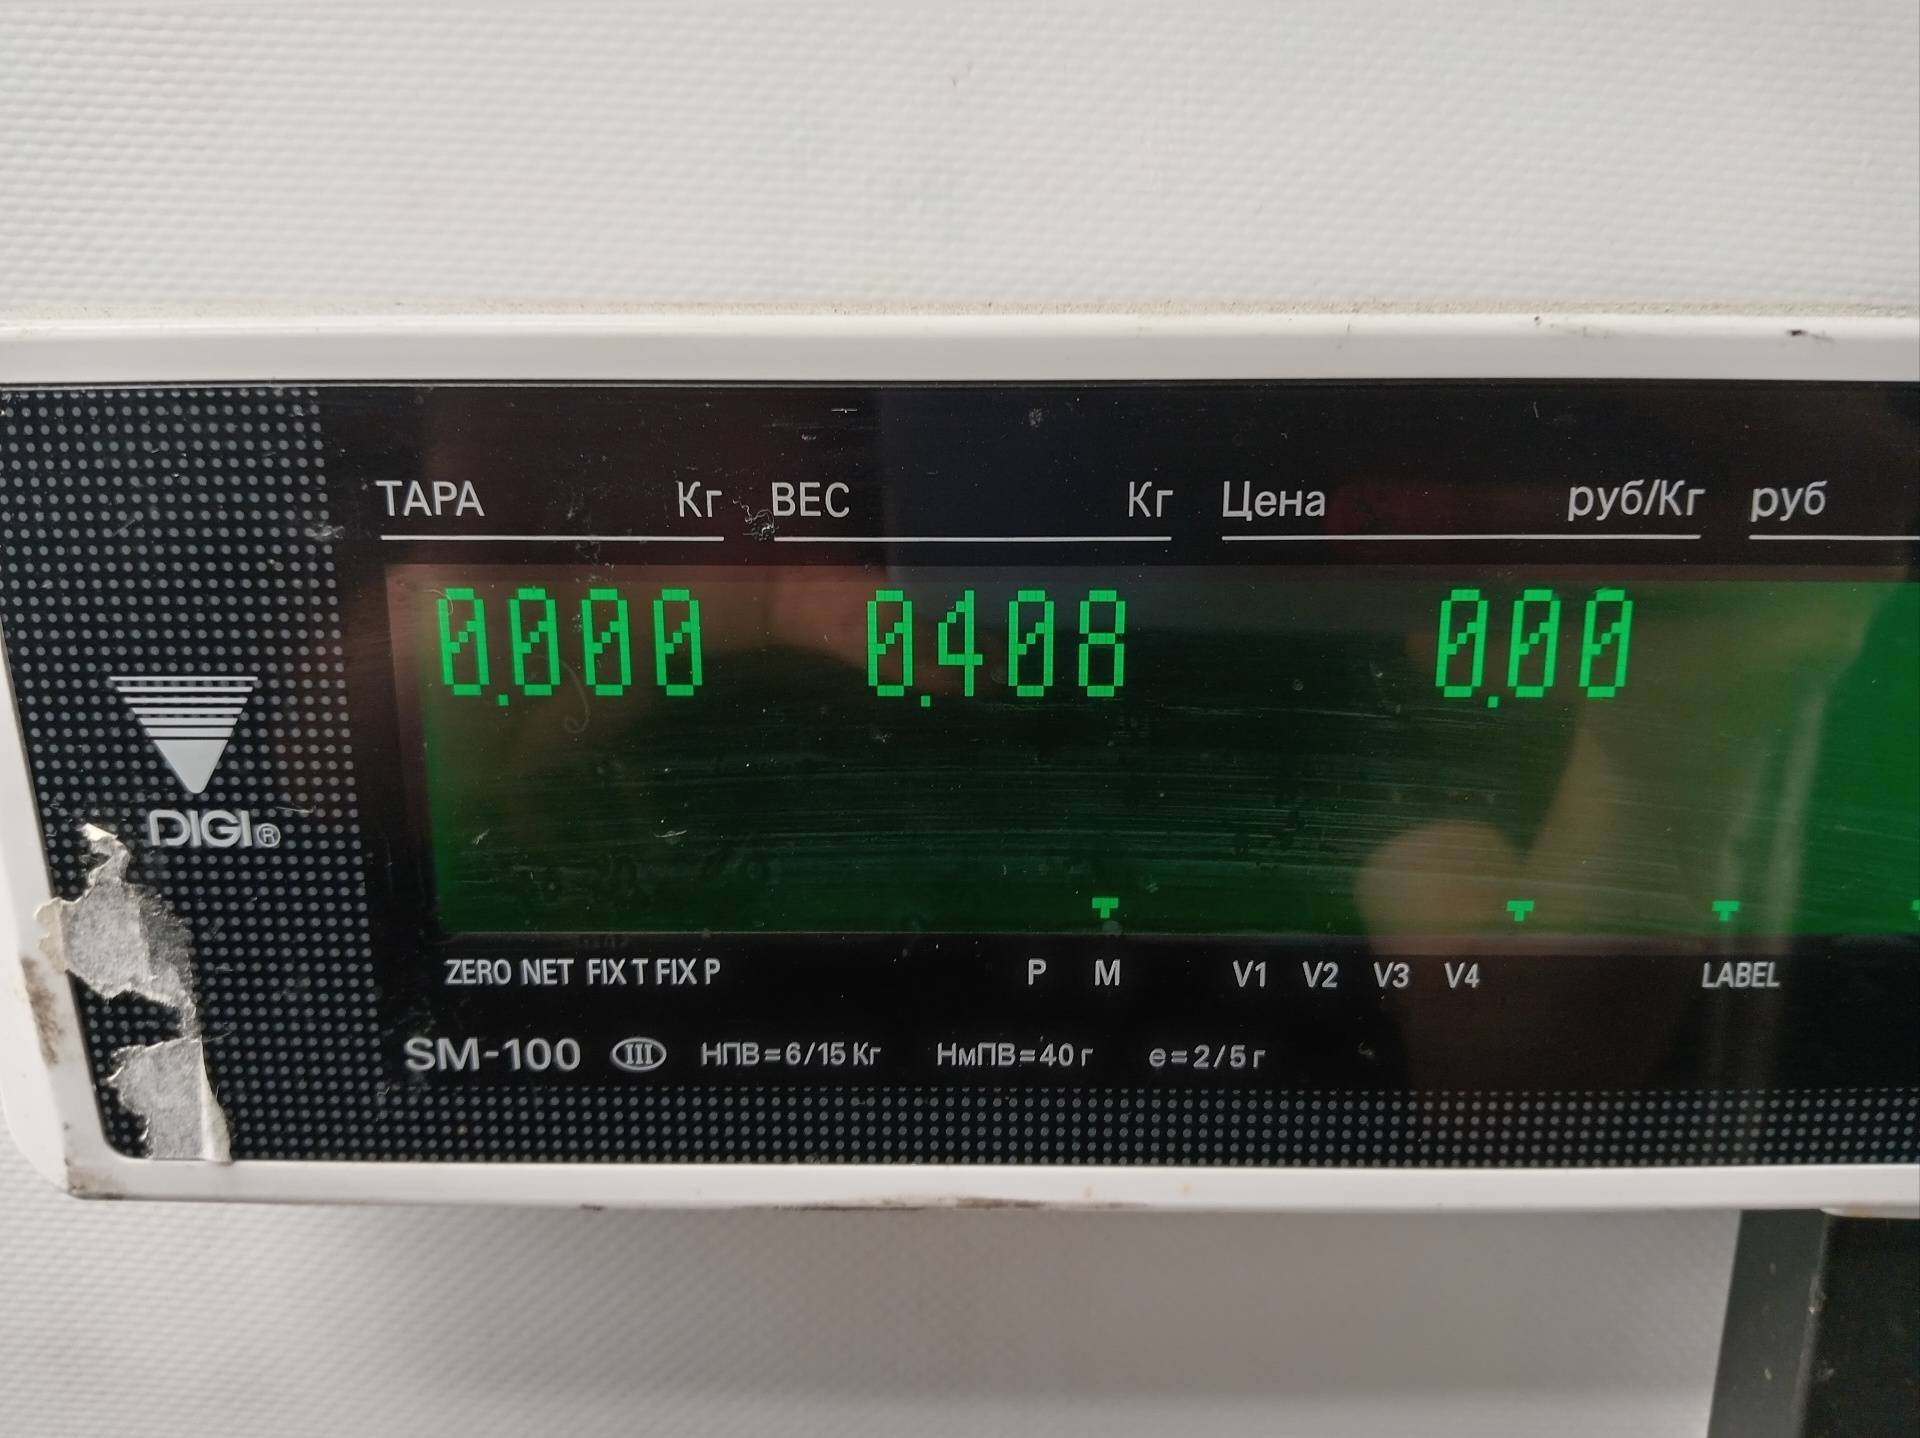 ТАРА Кг ВЕС Кг Цена руб/Кг руб
0.000 0.408 0.00
DIGI®
ZERO NET FIX T FIX P P M V1 V2 V3 V4 LABEL
SM-100 III НПВ=6/15 Кг НмПВ=40 г e=2/5 г